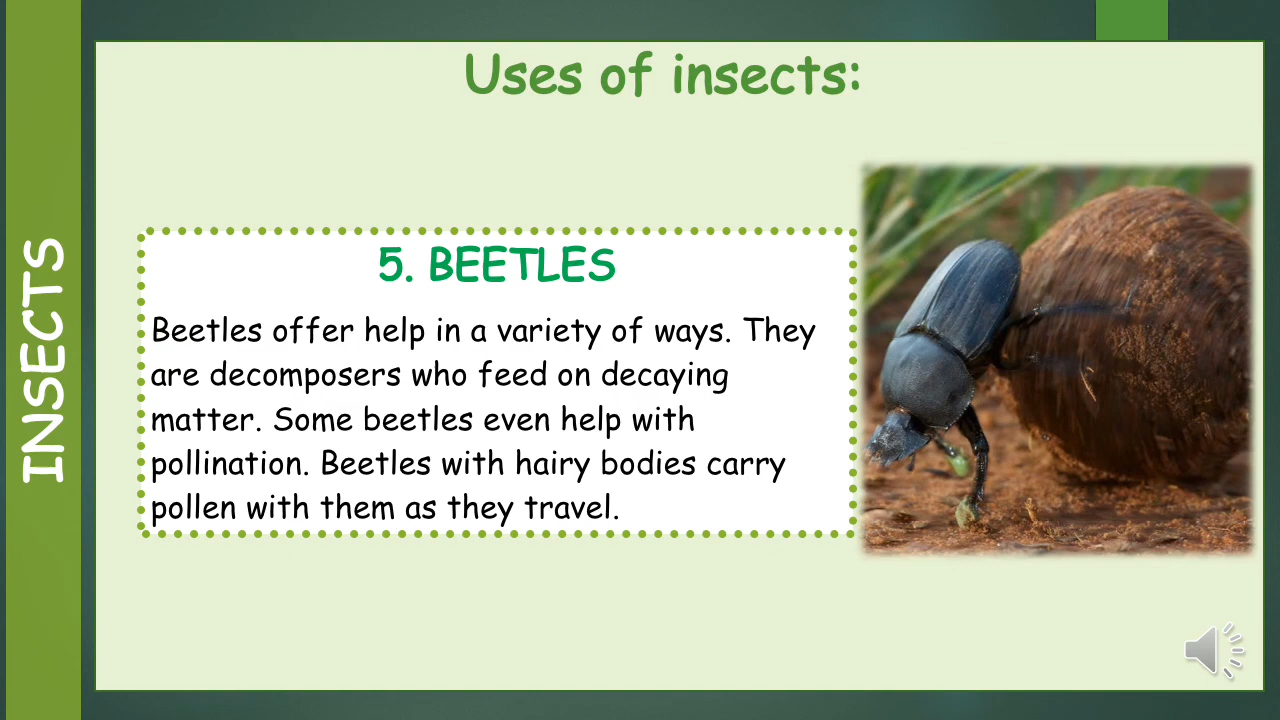 Uses of insects:
INSECTS
5. BEETLES
Beetles offer help in a variety of ways. They
are decomposers who feed on decaying
matter. Some beetles even help with
pollination. Beetles with hairy bodies carry
pollen with them as they travel.